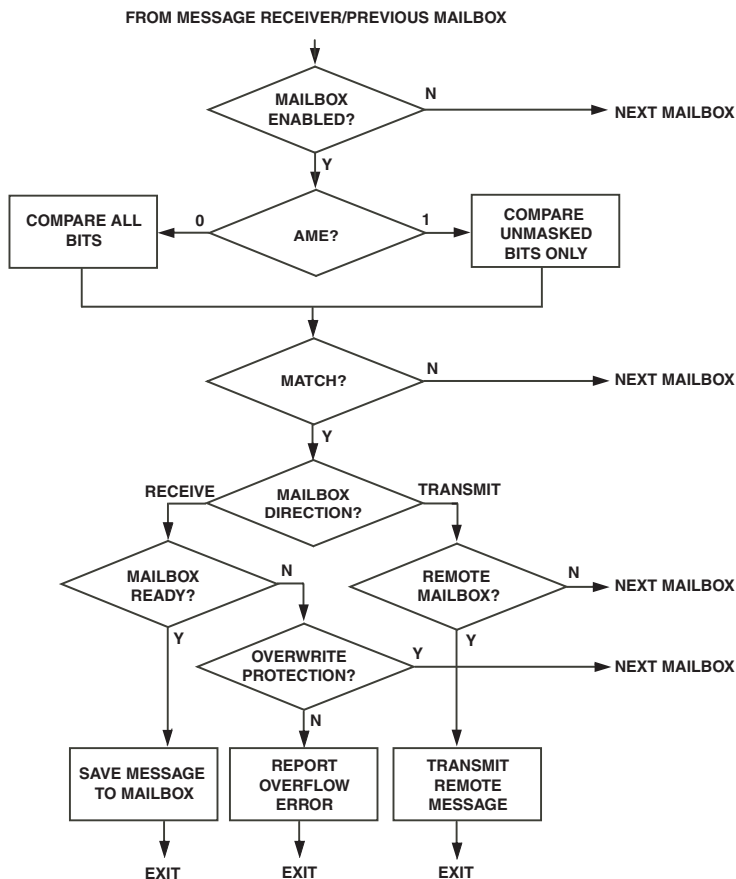 FROM MESSAGE RECEIVER/PREVIOUS MAILBOX
MAILBOX
ENABLED?
N
NEXT MAILBOX
Y
COMPARE ALL
BITS
0
AME?
1
COMPARE
UNMASKED
BITS ONLY
MATCH?
N
NEXT MAILBOX
Y
RECEIVE
MAILBOX
DIRECTION?
TRANSMIT
MAILBOX
READY?
N
REMOTE
MAILBOX?
N
NEXT MAILBOX
Y
OVERWRITE
PROTECTION?
Y
Y
NEXT MAILBOX
N
SAVE MESSAGE
TO MAILBOX
REPORT
OVERFLOW
ERROR
TRANSMIT
REMOTE
MESSAGE
EXIT
EXIT
EXIT